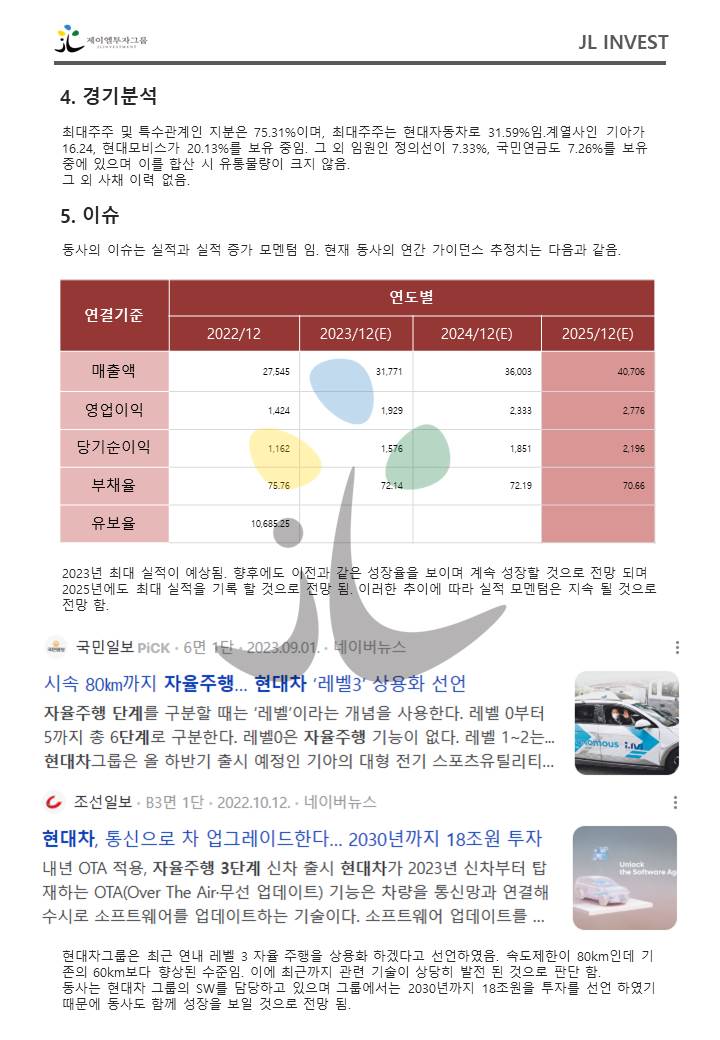 제이엘투자그룹
JL INVESTMENT
JL INVEST
4. 경기분석
최대주주 및 특수관계인 지분은 75.31%이며, 최대주주는 현대자동차로 31.59%임.계열사인 기아가
16.24, 현대모비스가 20.13%를 보유 중임. 그 외 임원인 정의선이 7.33%, 국민연금도 7.26%를 보유
중에 있으며 이를 합산 시 유통물량이 크지 않음.
그 외 사채 이력 없음.
5. 이슈
동사의 이슈는 실적과 실적 증가 모멘텀 임. 현재 동사의 연간 가이던스 추정치는 다음과 같음.
연결기준 연도별
2022/12 2023/12(E) 2024/12(E) 2025/12(E)
매출액 27,545 31,771 36,003 40,706
영업이익 1,424 1,929 2,333 2,776
당기순이익 1,162 1,576 1,851 2,196
부채율 75.76 72.14 72.19 70.66
유보율 10,685.25
2023년 최대 실적이 예상됨. 향후에도 이전과 같은 성장율을 보이며 계속 성장할 것으로 전망 되며
2025년에도 최대 실적을 기록 할 것으로 전망 됨. 이러한 추이에 따라 실적 모멘텀은 지속 될 것으로
전망 함.
국민일보 PiCK · 6면 1단 · 2023.09.01. · 네이버뉴스
시속 80㎞까지 자율주행... 현대차 ‘레벨3’ 상용화 선언
자율주행 단계를 구분할 때는 ‘레벨’이라는 개념을 사용한다. 레벨 0부터
5까지 총 6단계로 구분한다. 레벨0은 자율주행 기능이 없다. 레벨 1~2는...
현대차그룹은 올 하반기 출시 예정인 기아의 대형 전기 스포츠유틸리티...
조선일보 · B3면 1단 · 2022.10.12. · 네이버뉴스
현대차, 통신으로 차 업그레이드한다... 2030년까지 18조원 투자
내년 OTA 적용, 자율주행 3단계 신차 출시 현대차가 2023년 신차부터 탑
재하는 OTA(Over The Air·무선 업데이트) 기능은 차량을 통신망과 연결해
수시로 소프트웨어를 업데이트하는 기술이다. 소프트웨어 업데이트를 ...
Unlock
the Software Ag
현대차그룹은 최근 연내 레벨 3 자율 주행을 상용화 하겠다고 선언하였음. 속도제한이 80km인데 기
존의 60km보다 향상된 수준임. 이에 최근까지 관련 기술이 상당히 발전 된 것으로 판단 함.
동사는 현대차 그룹의 SW를 담당하고 있으며 그룹에서는 2030년까지 18조원을 투자를 선언 하였기
때문에 동사도 함께 성장을 보일 것으로 전망 됨.